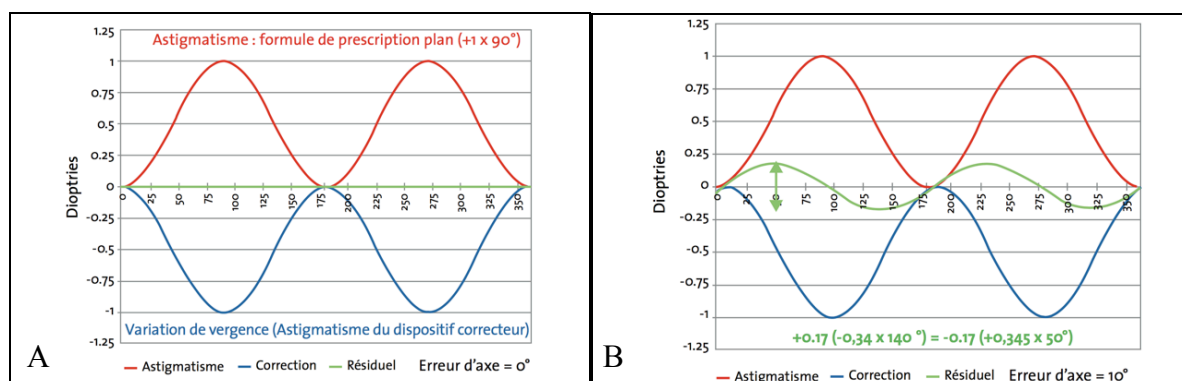 1.25
Astigmatisme : formule de prescription plan (+1 x 90°)
1
0.75
0.5
0.25
0
0 25 50 75 100 125 150 175 200 225 250 275 300 325 350
-0.25
-0.5
-0.75
-1
Variation de vergence (Astigmatisme du dispositif correcteur)
-1.25
Dioptries
A
Astigmatisme Correction Résiduel Erreur d'axe = 0°
1.25
1
0.75
0.5
0.25
0
0 25 75 100 125 150 175 200 225 250 275 300 325 350
-0.25
-0.5
-0.75
-1
+0.17 (-0,34 x 140 °) = -0.17 (+0,345 x 50°)
-1.25
Dioptries
B
Astigmatisme Correction Résiduel Erreur d'axe = 10°